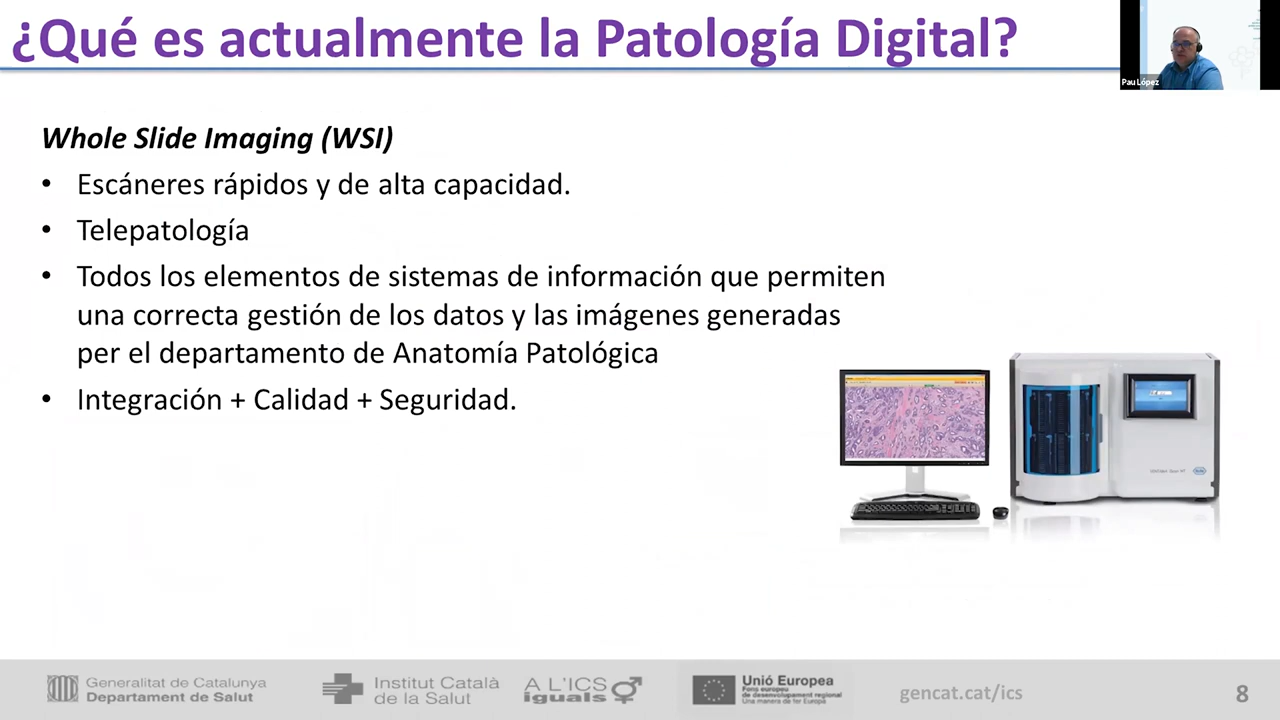 ¿Qué es actualmente la Patología Digital?
Pau López
Whole Slide Imaging (WSI)
• Escáneres rápidos y de alta capacidad.
• Telepatología
• Todos los elementos de sistemas de información que permiten
una correcta gestión de los datos y las imágenes generadas
per el departamento de Anatomía Patológica
• Integración + Calidad + Seguridad.
Generalitat de Catalunya
Departament de Salut
Institut Català
de la Salut
A L'ICS
iguals
Unió Europea
Fons europeu
de desenvolupament regional
Una manera de fer Europa
gencat.cat/ics
8